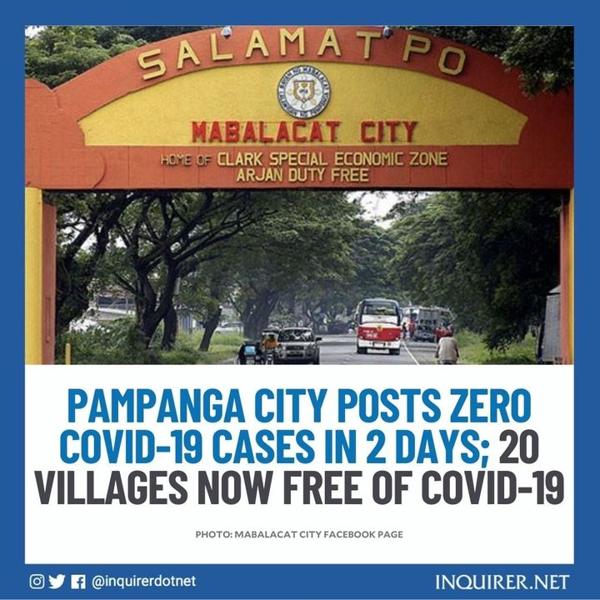 SALAMAT PO
MABALACAT CITY
HOME OF CLARK SPECIAL ECONOMIC ZONE
ARJAN DUTY FREE
PAMPANGA CITY POSTS ZERO
COVID-19 CASES IN 2 DAYS; 20
VILLAGES NOW FREE OF COVID-19
PHOTO: MABALACAT CITY FACEBOOK PAGE
@inquirerdotnet
INQUIRER.NET